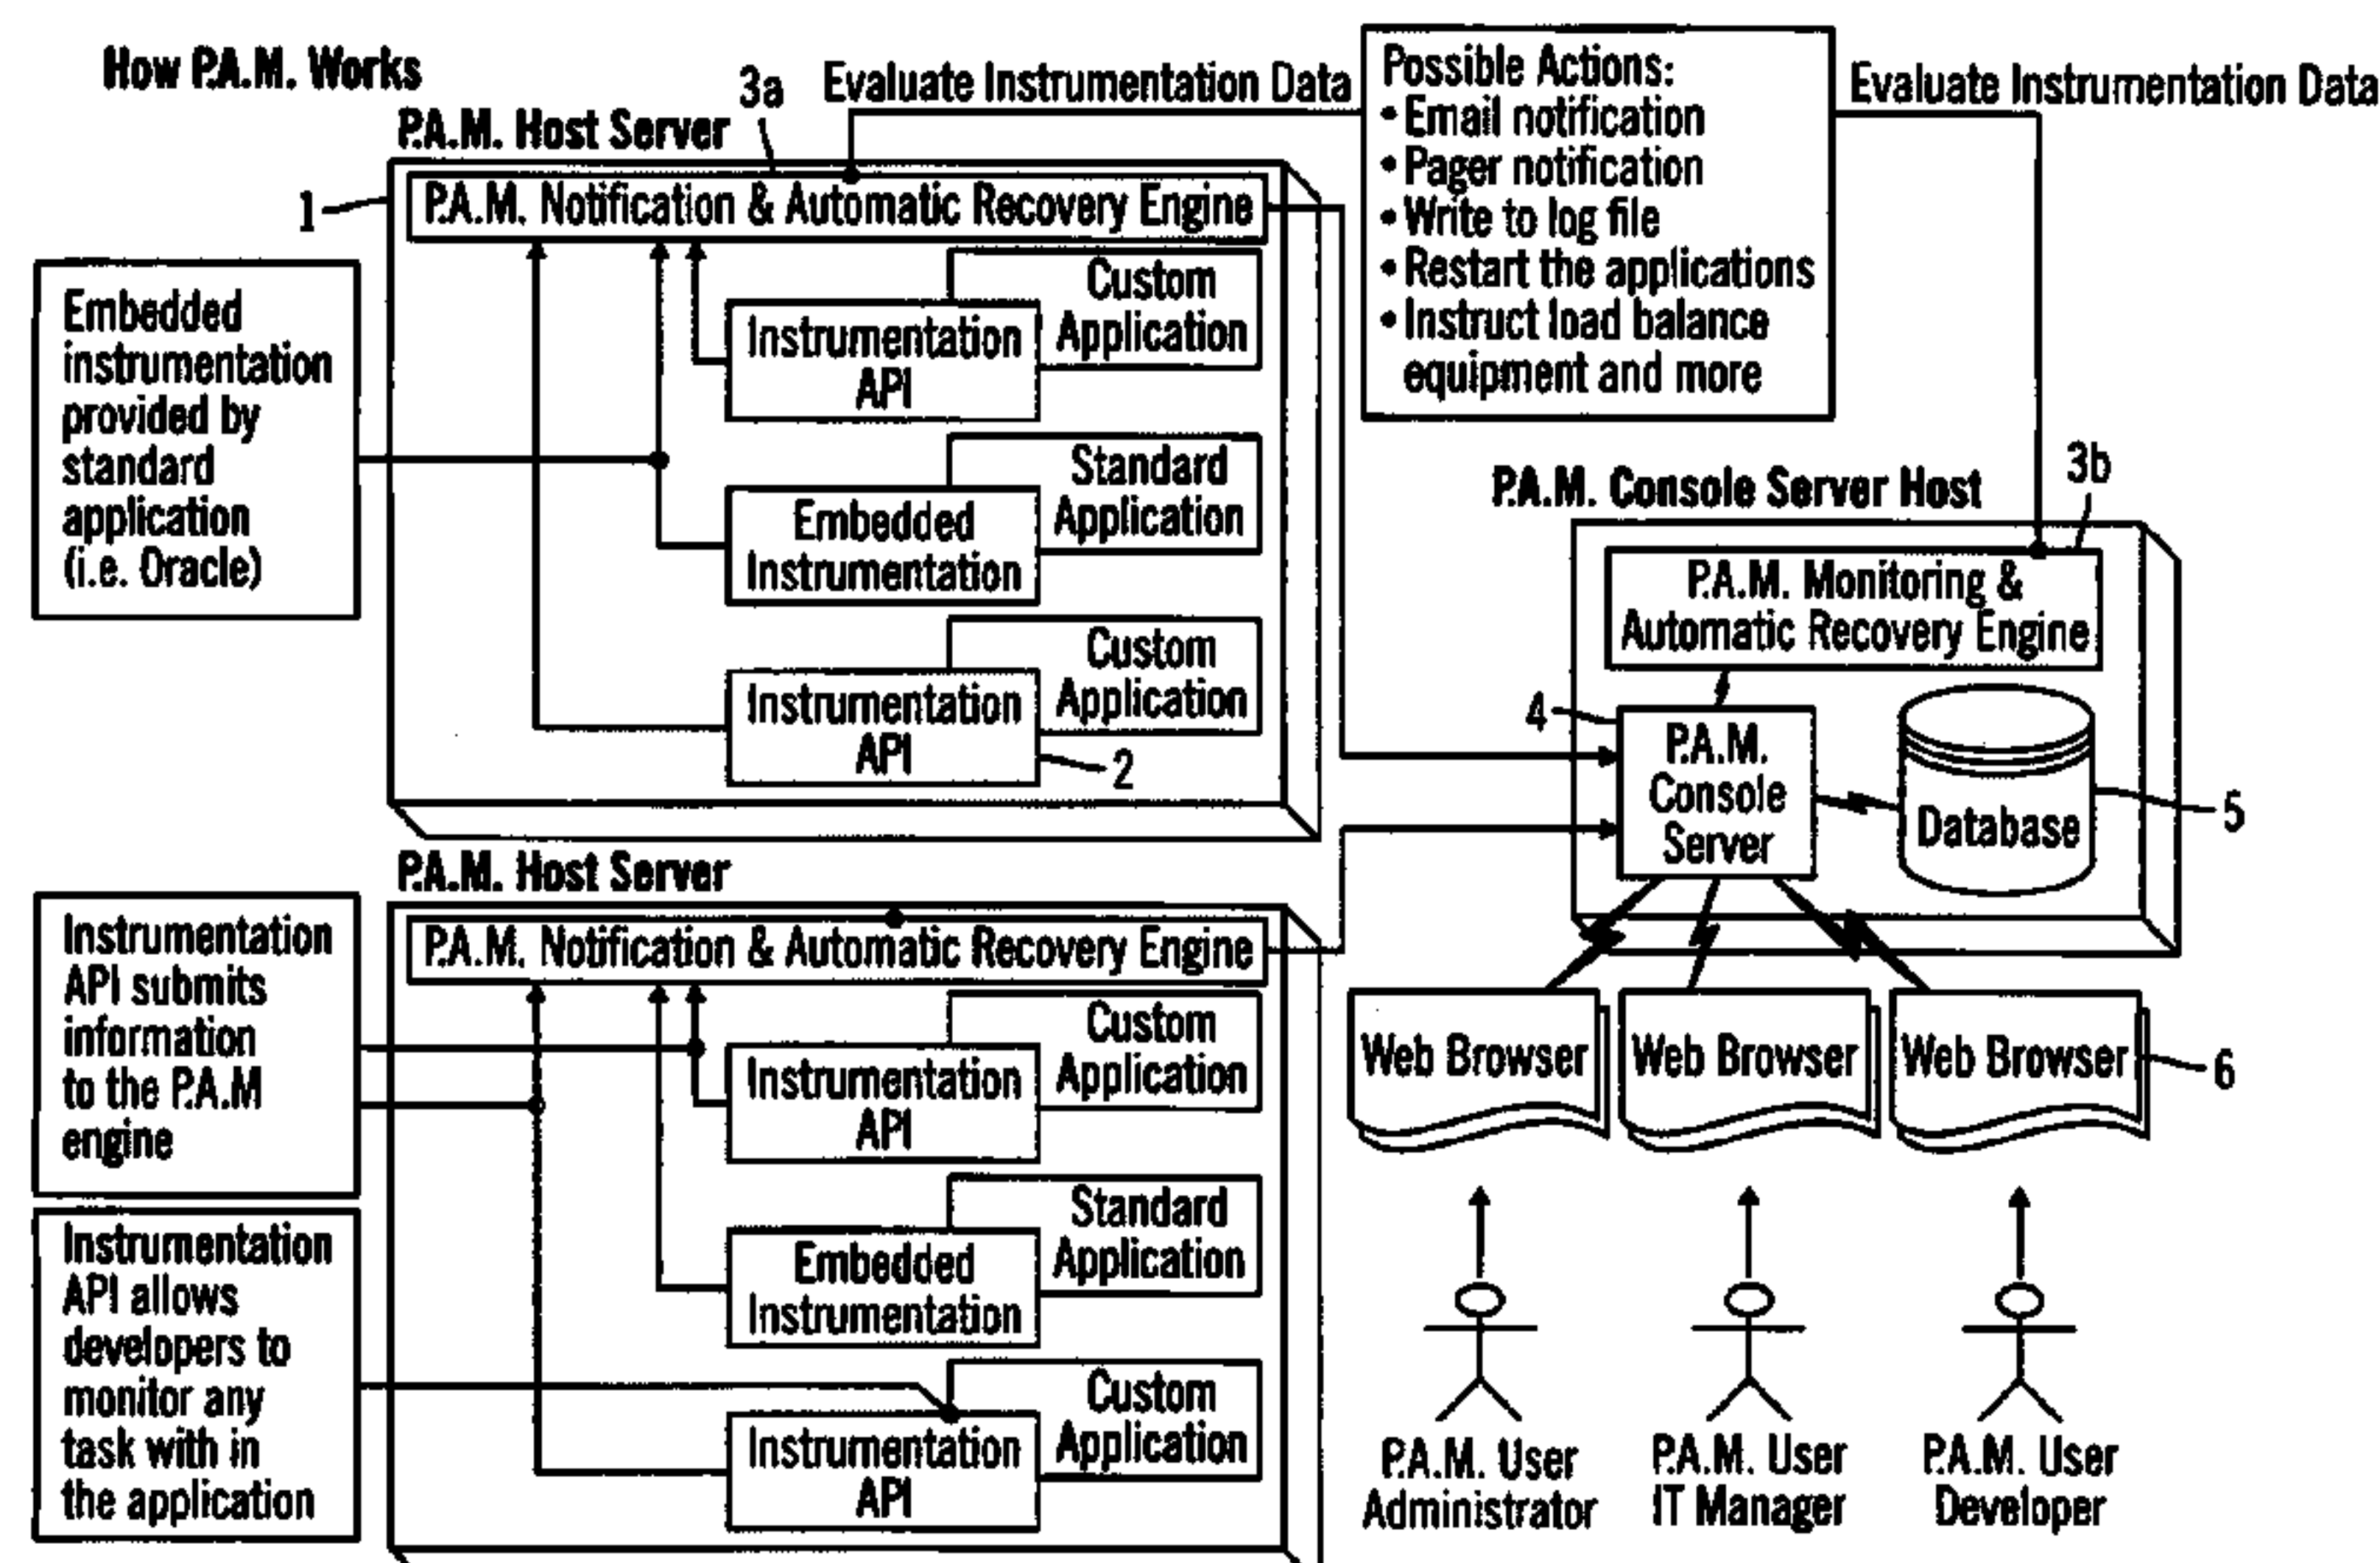 How P.A.M. Works
P.A.M. Host Server
3a
Evaluate Instrumentation Data
Possible Actions:
• Email notification
• Pager notification
• Write to log file
• Restart the applications
• Instruct load balance
equipment and more
Evaluate Instrumentation Data
1
P.A.M. Notification & Automatic Recovery Engine
Embedded
instrumentation
provided by
standard
application
(i.e. Oracle)
Custom
Application
Instrumentation
API
Standard
Application
Embedded
Instrumentation
Custom
Application
Instrumentation
API
2
P.A.M. Console Server Host
3b
P.A.M. Monitoring &
Automatic Recovery Engine
4
P.A.M.
Console
Server
Database
5
P.A.M. Host Server
P.A.M. Notification & Automatic Recovery Engine
Instrumentation
API submits
information
to the P.A.M
engine
Instrumentation
API allows
developers to
monitor any
task with in
the application
Custom
Application
Instrumentation
API
Standard
Application
Embedded
Instrumentation
Custom
Application
Instrumentation
API
Web Browser
Web Browser
Web Browser
6
P.A.M. User
Administrator
P.A.M. User
IT Manager
P.A.M. User
Developer